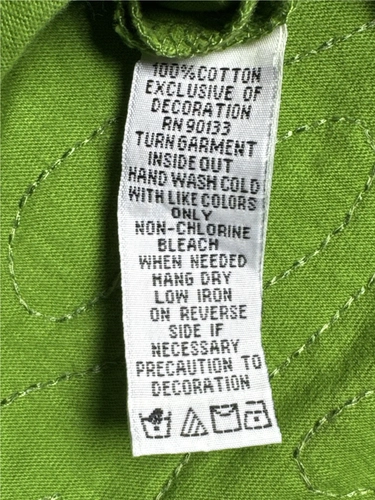 100%COTTON
EXCLUSIVE OF
DECORATION
RN 90133
TURN GARMENT
INSIDE OUT
HAND WASH COLD
WITH LIKE COLORS
ONLY
NON-CHLORINE
BLEACH
WHEN NEEDED
HANG DRY
LOW IRON
ON REVERSE
SIDE IF
NECESSARY
PRECAUTION TO
DECORATION